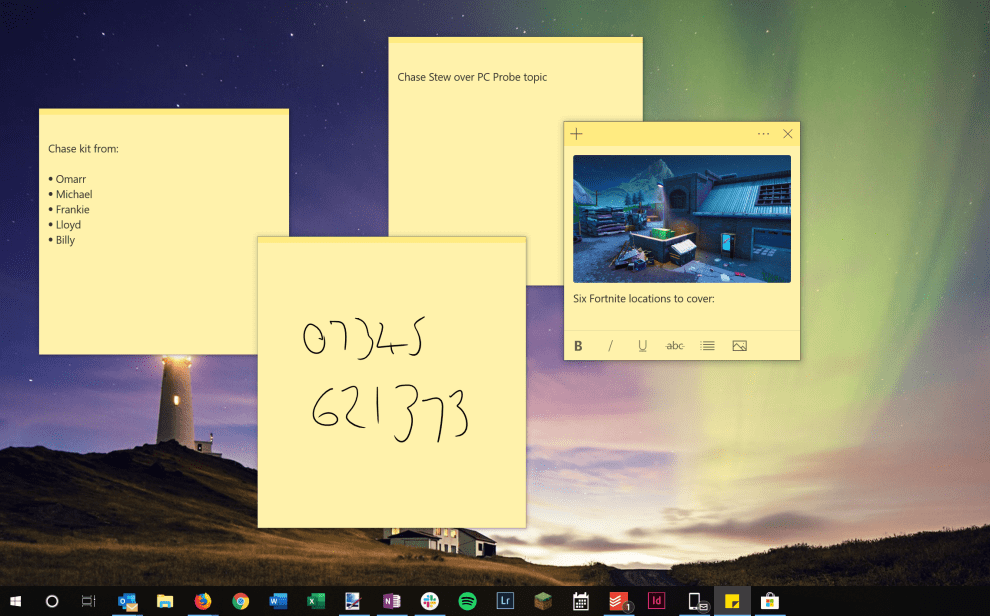 Chase Stew over PC Probe topic
Chase kit from:
• Omarr
• Michael
• Frankie
• Lloyd
• Billy
Six Fortnite locations to cover:
B / U abc
07345
621373
Lr
Id
1